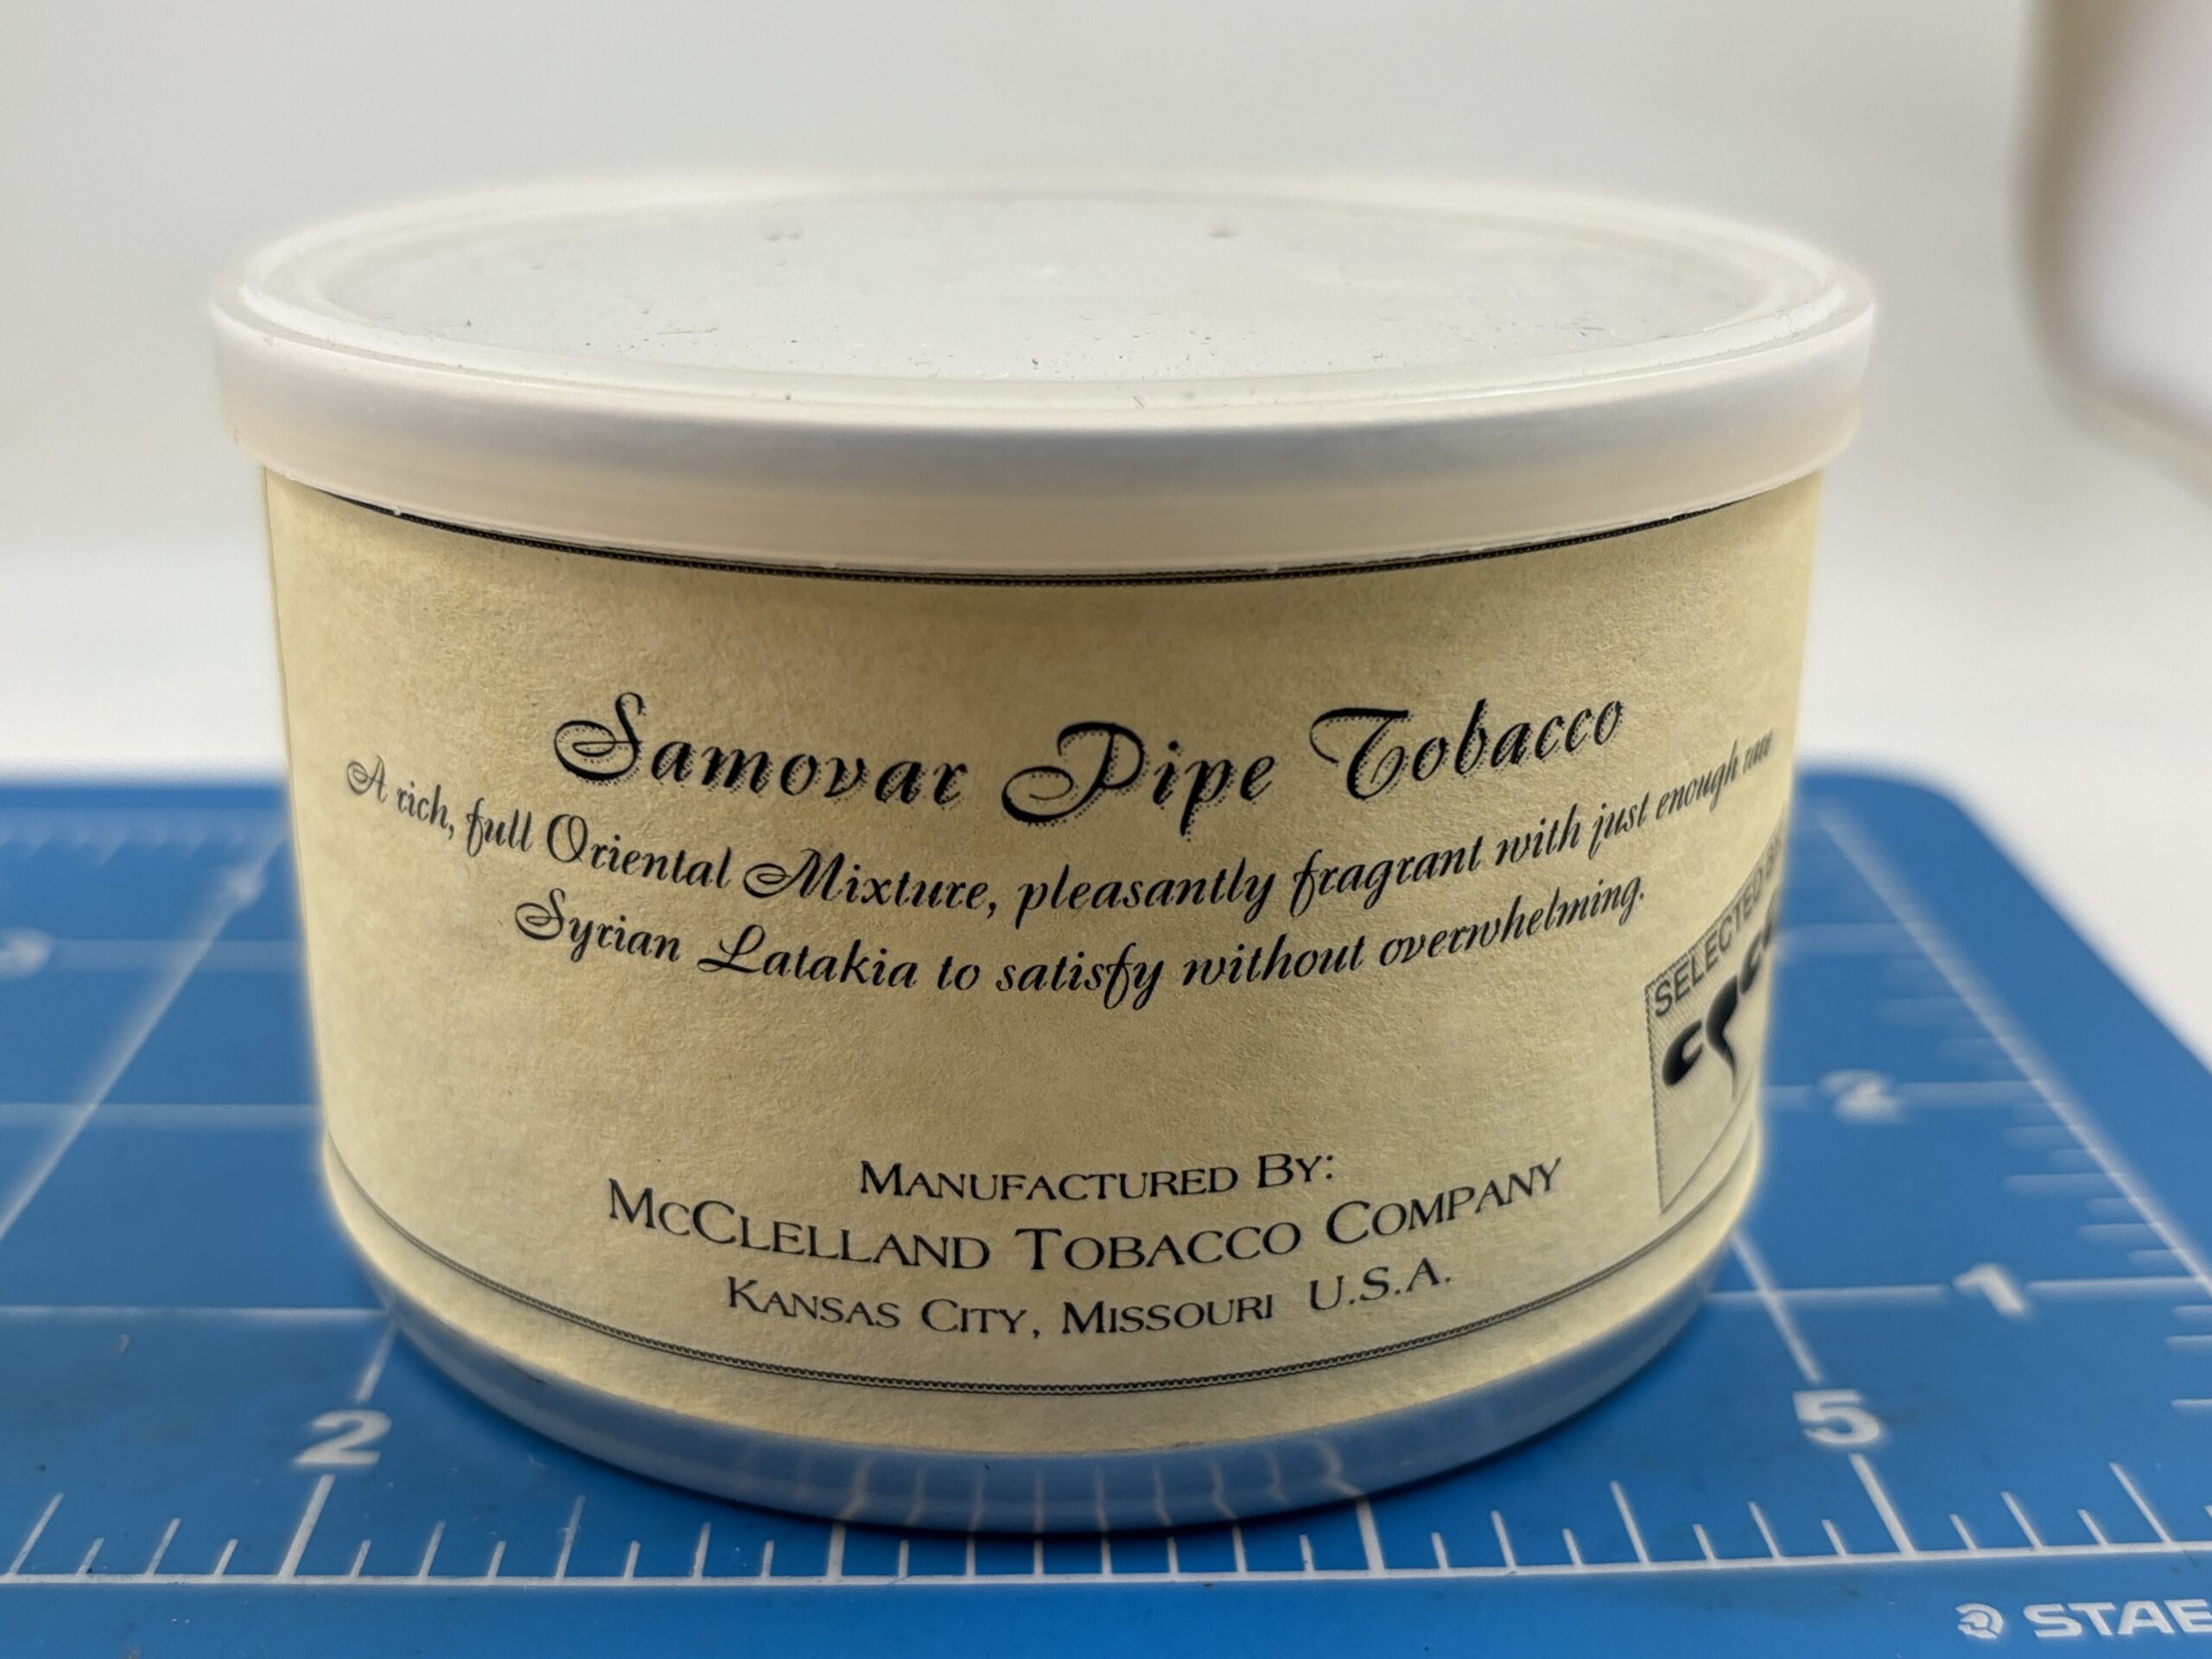 Samovar Pipe Tobacco
A rich, full Oriental Mixture, pleasantly fragrant with just enough rare
Syrian Latakia to satisfy without overwhelming.
SELECTED BY
MANUFACTURED BY:
MCCLELLAND TOBACCO COMPANY
KANSAS CITY, MISSOURI U.S.A.
2
1
2
5
STAE